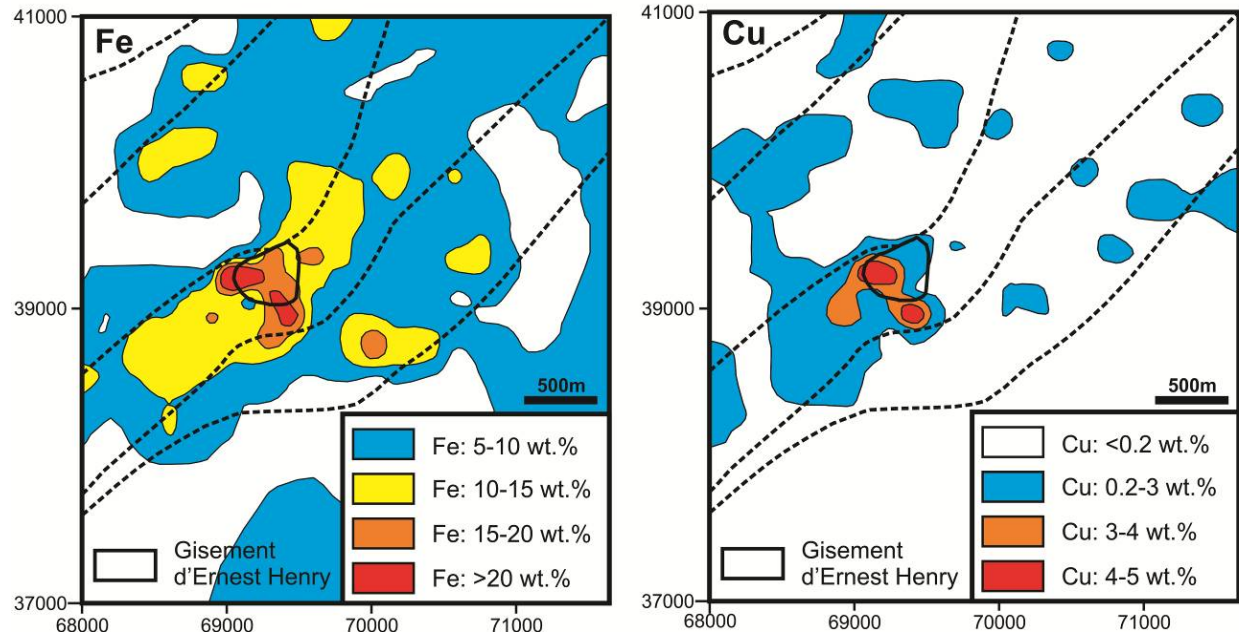 41000
Fe
39000
37000
68000
69000
70000
71000
500m
Fe: 5-10 wt.%
Fe: 10-15 wt.%
Fe: 15-20 wt.%
Fe: >20 wt.%
Gisement
d'Ernest Henry
41000
Cu
39000
37000
68000
69000
70000
71000
500m
Cu: <0.2 wt.%
Cu: 0.2-3 wt.%
Cu: 3-4 wt.%
Cu: 4-5 wt.%
Gisement
d'Ernest Henry